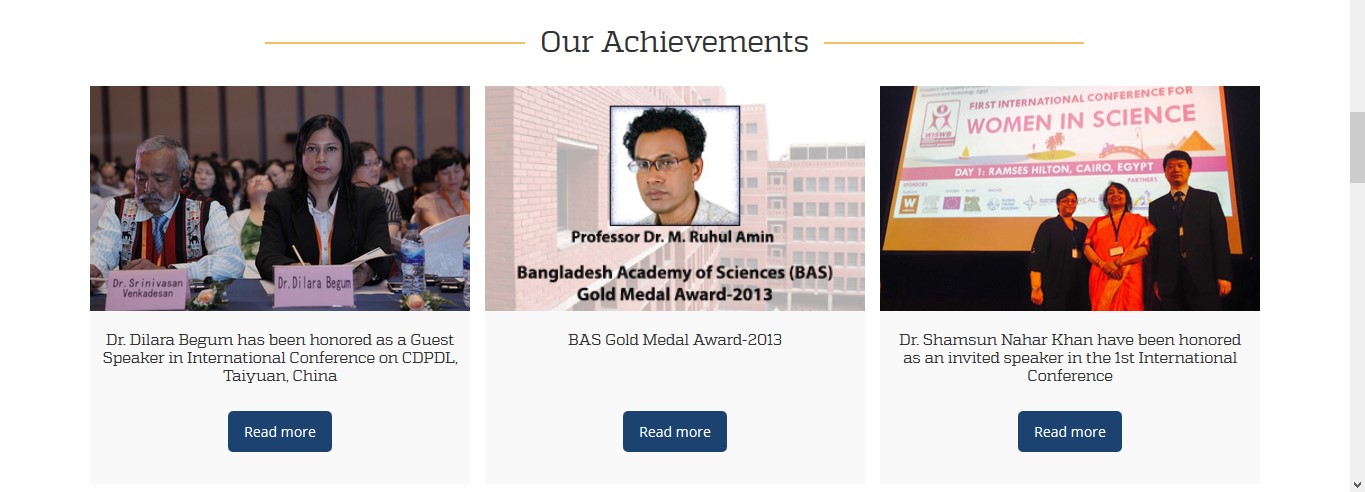 Our Achievements
Dr. Srinivasan
Venkadesan
Dr. Dilara Begum
Dr. Dilara Begum has been honored as a Guest
Speaker in International Conference on CDPDL,
Taiyuan, China
Read more
Professor Dr. M. Ruhul Amin
Bangladesh Academy of Sciences (BAS)
Gold Medal Award-2013
BAS Gold Medal Award-2013
Read more
FIRST INTERNATIONAL CONFERENCE FOR
WOMEN IN SCIENCE
WISWB
DAY 1: RAMSES HILTON, CAIRO, EGYPT
SPONSORS
PARTNERS
Dr. Shamsun Nahar Khan have been honored
as an invited speaker in the 1st International
Conference
Read more